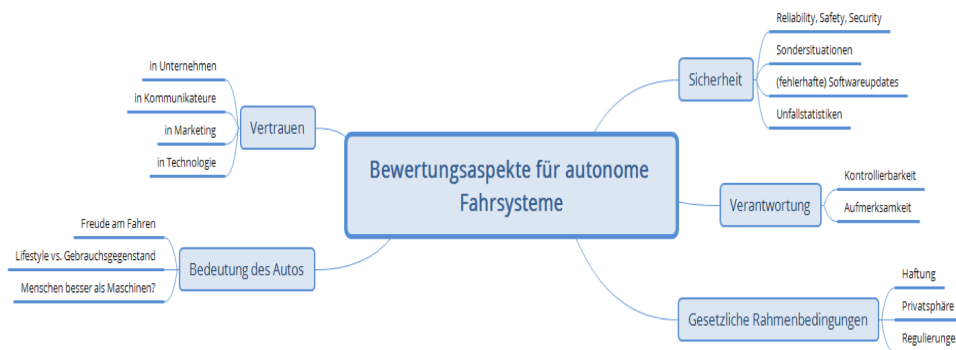 Bewertungsaspekte für autonome
Fahrsysteme
Vertrauen
in Unternehmen
in Kommunikateure
in Marketing
in Technologie
Bedeutung des Autos
Freude am Fahren
Lifestyle vs. Gebrauchsgegenstand
Menschen besser als Maschinen?
Sicherheit
Reliability, Safety, Security
Sondersituationen
(fehlerhafte) Softwareupdates
Unfallstatistiken
Verantwortung
Kontrollierbarkeit
Aufmerksamkeit
Gesetzliche Rahmenbedingungen
Haftung
Privatsphäre
Regulierunge